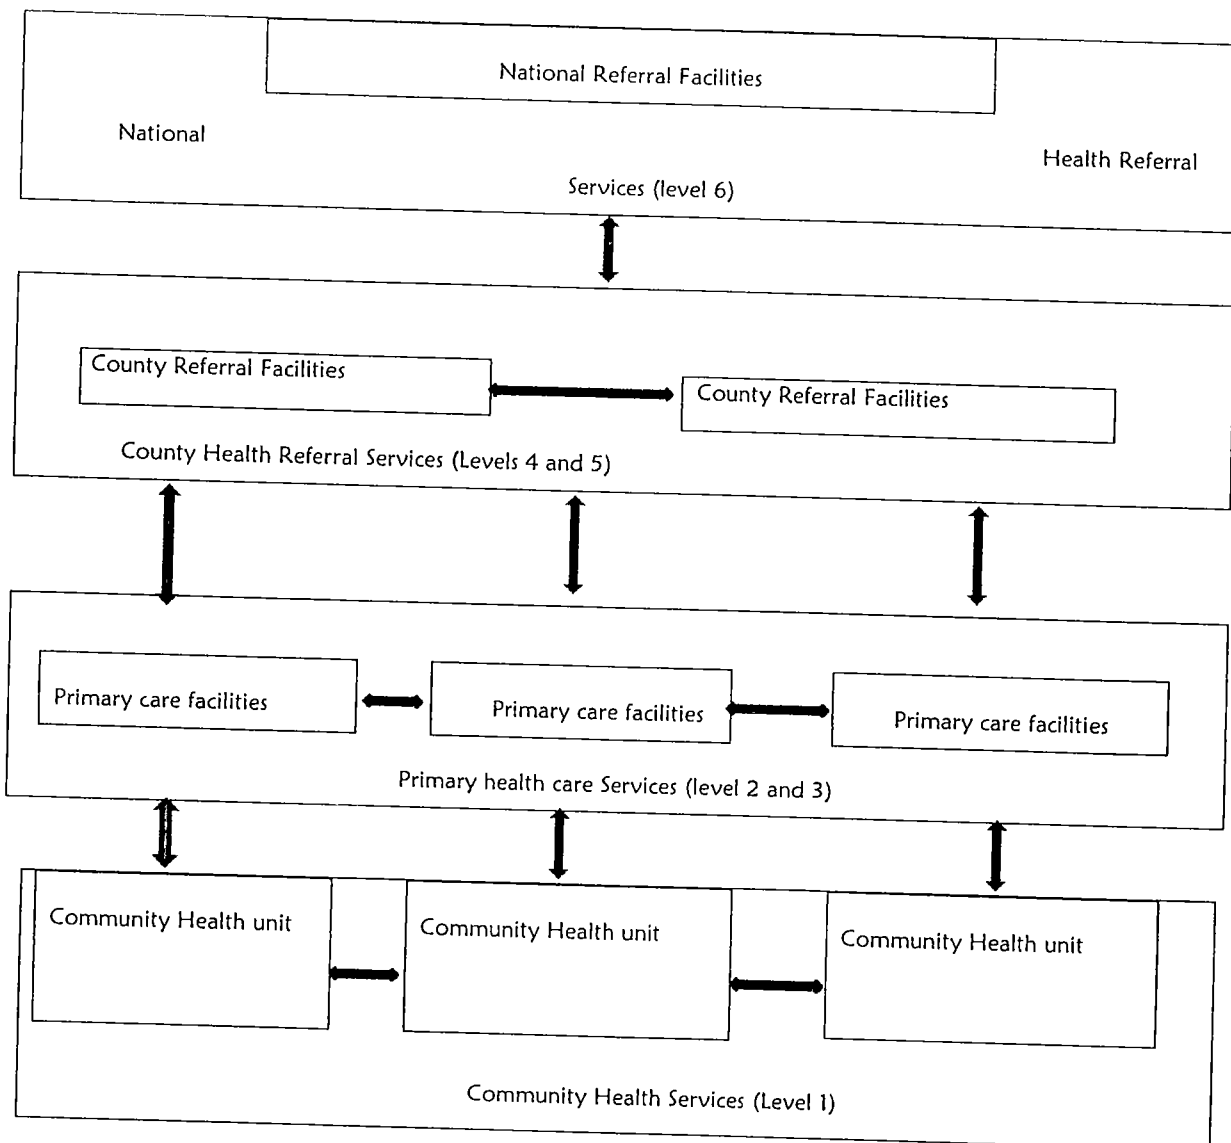 National Referral Facilities
National
Health Referral
Services (level 6)
County Referral Facilities
County Referral Facilities
County Health Referral Services (Levels 4 and 5)
Primary care facilities
Primary care facilities
Primary care facilities
Primary health care Services (level 2 and 3)
Community Health unit
Community Health unit
Community Health unit
Community Health Services (Level 1)